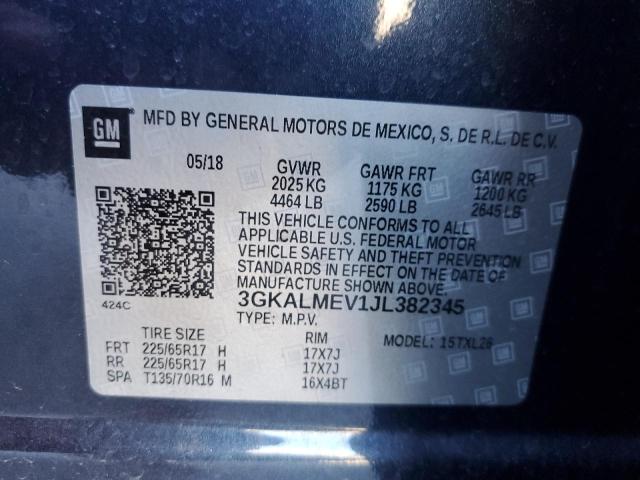 GM MFD BY GENERAL MOTORS DE MEXICO, S. DE R.L. DE C.V.
05/18 GVWR GAWR FRT GAWR RR
2025 KG 1175 KG 1200 KG
4464 LB 2590 LB 2645 LB
THIS VEHICLE CONFORMS TO ALL
APPLICABLE U.S. FEDERAL MOTOR
VEHICLE SAFETY AND THEFT PREVENTION
STANDARDS IN EFFECT ON THE DATE OF
MANUFACTURE SHOWN ABOVE.
424C 3GKALMEV1JL382345
TYPE: M.P.V. MODEL: 15TXL26
TIRE SIZE RIM
FRT 225/65R17 H 17X7J
RR 225/65R17 H 17X7J
SPA T135/70R16 M 16X4BT